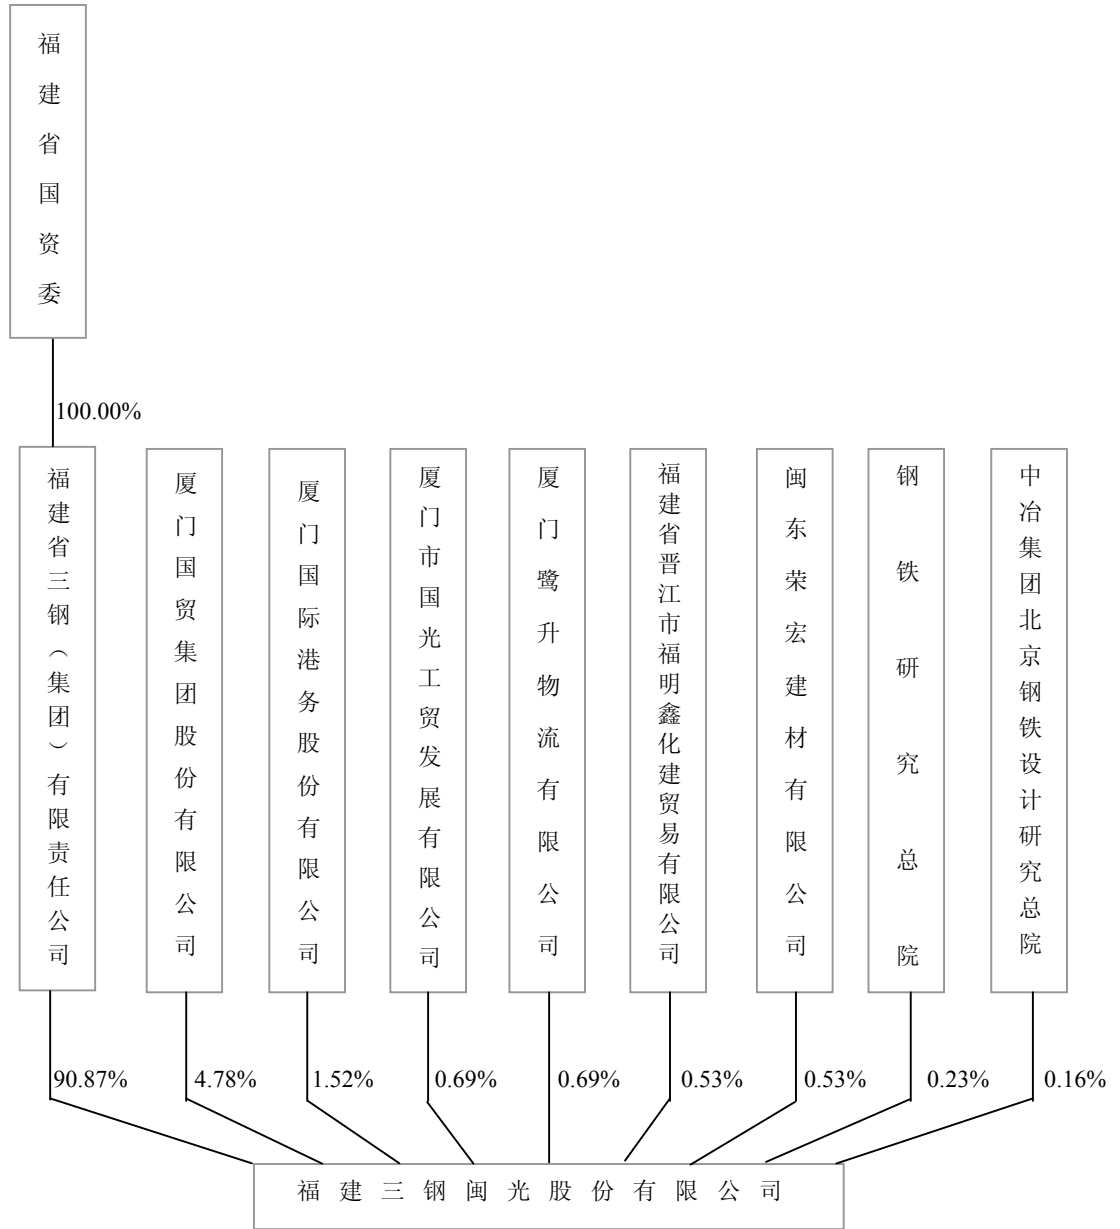 福建省国资委
100.00%
福建省三钢（集团）有限责任公司
厦门国贸集团股份有限公司
厦门国际港务股份有限公司
厦门市国光工贸发展有限公司
厦门鹭升物流有限公司
福建省晋江市福明鑫化建贸易有限公司
闽东荣宏建材有限公司
钢铁研究总院
中冶集团北京钢铁设计研究总院
90.87%
4.78%
1.52%
0.69%
0.69%
0.53%
0.53%
0.23%
0.16%
福建三钢闽光股份有限公司